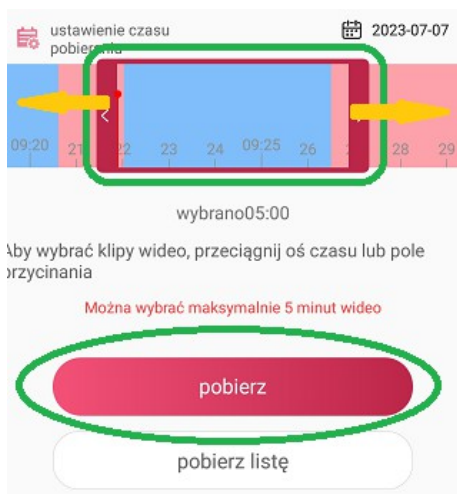 ustawienie czasu
pobierania
2023-07-07
09:20 21 22 23 24 09:25 26 28 29
wybrano05:00
Aby wybrać klipy wideo, przeciągnij oś czasu lub pole
przycinania
Można wybrać maksymalnie 5 minut wideo
pobierz
pobierz listę